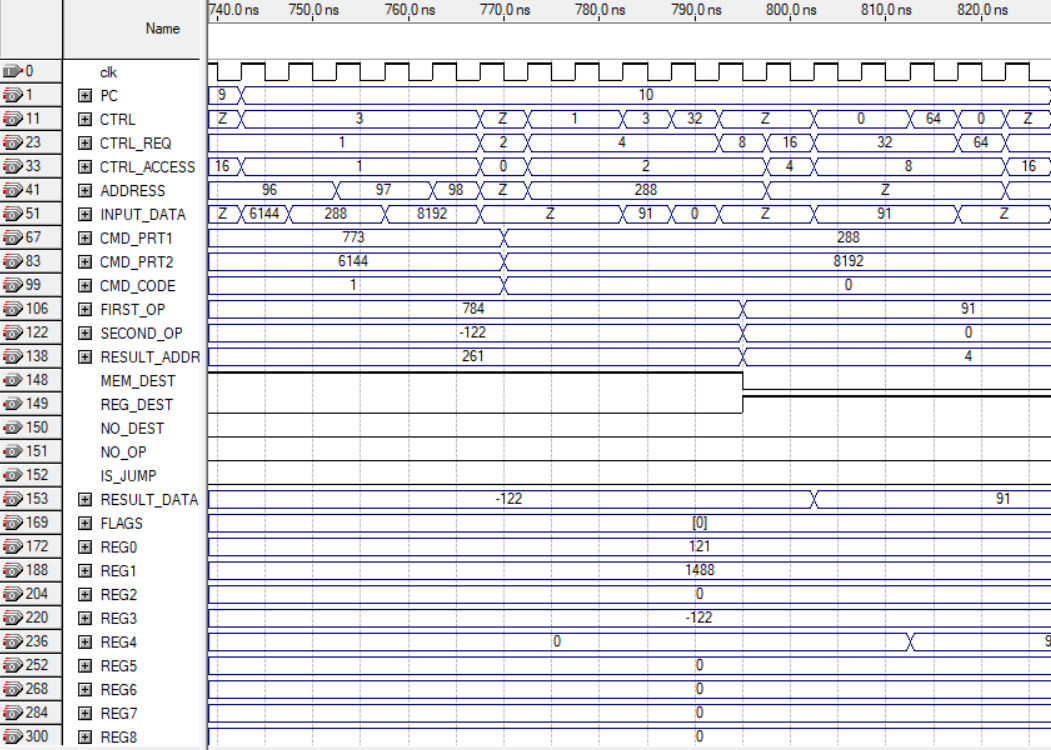 740.0 ns 750.0 ns 760.0 ns 770.0 ns 780.0 ns 790.0 ns 800.0 ns 810.0 ns 820.0 ns
Name
0 clk
1 PC 9 10
11 CTRL Z 3 Z 1 3 32 Z 0 64 0 Z
23 CTRL_REQ 1 2 4 8 16 32 64
33 CTRL_ACCESS 16 1 0 2 4 8 16
41 ADDRESS 96 97 98 Z 288 Z
51 INPUT_DATA Z 6144 288 8192 Z 91 0 Z 91 Z
67 CMD_PRT1 773 288
83 CMD_PRT2 6144 8192
99 CMD_CODE 1 0
106 FIRST_OP 784 91
122 SECOND_OP -122 0
138 RESULT_ADDR 261 4
148 MEM_DEST
149 REG_DEST
150 NO_DEST
151 NO_OP
152 IS_JUMP
153 RESULT_DATA -122 91
169 FLAGS [0]
172 REG0 121
188 REG1 1488
204 REG2 0
220 REG3 -122
236 REG4 0 9
252 REG5 0
268 REG6 0
284 REG7 0
300 REG8 0